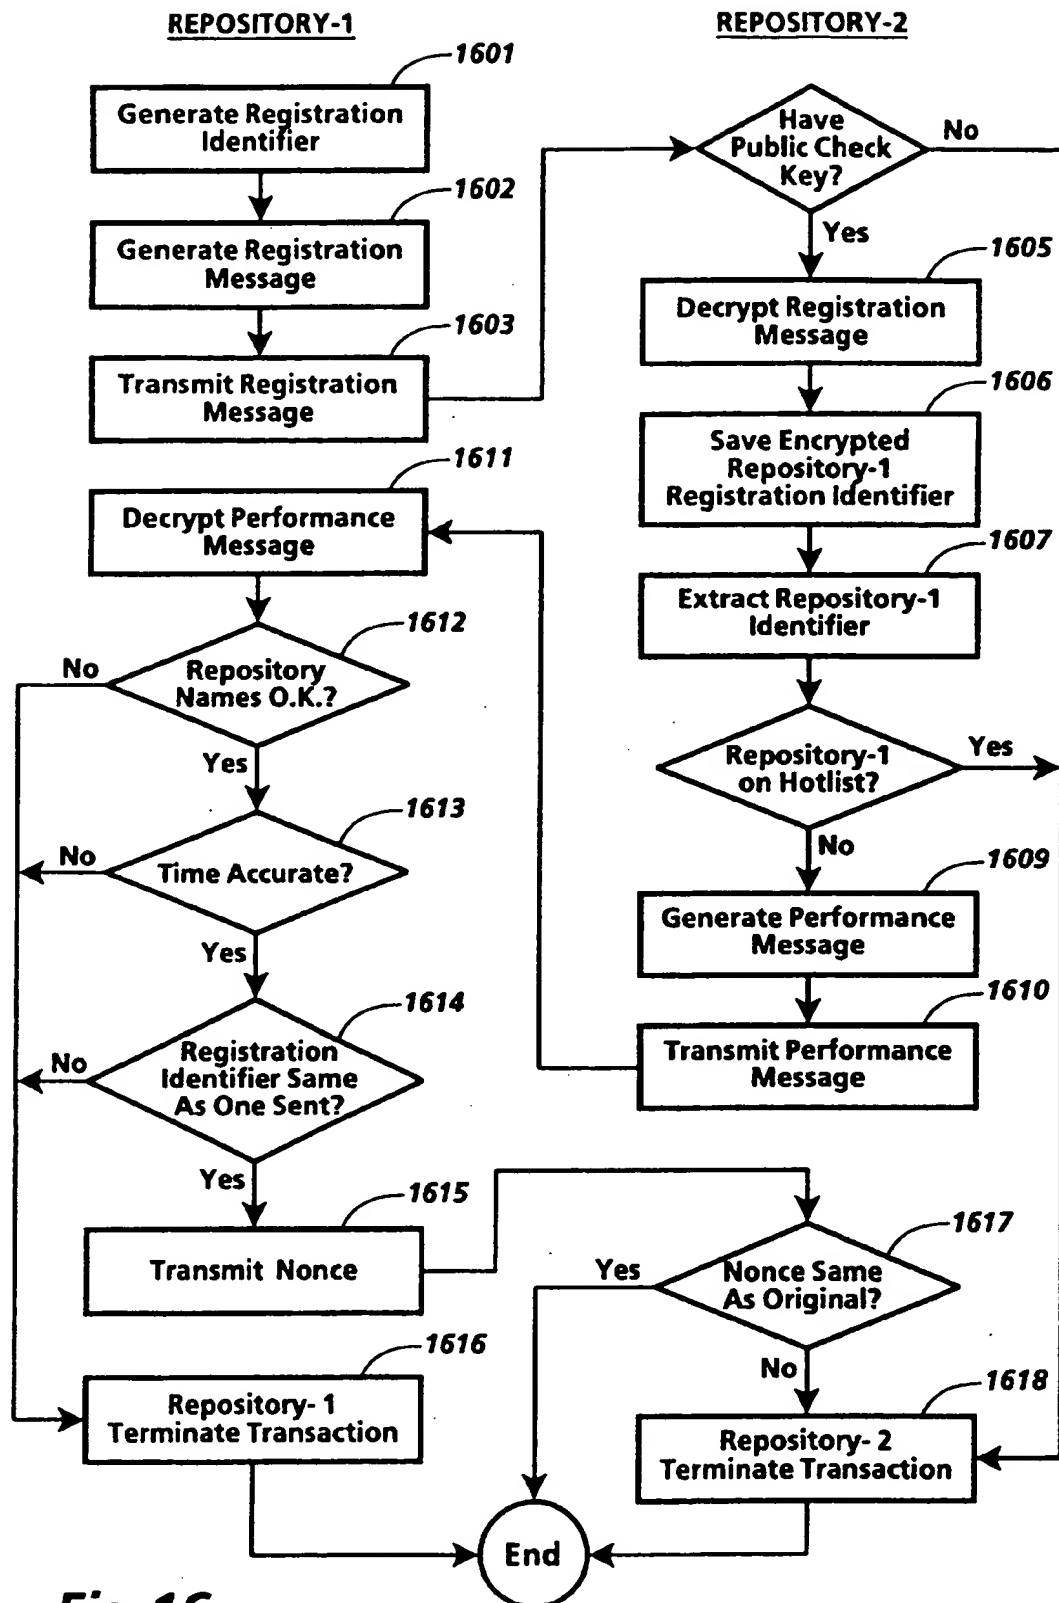 REPOSITORY-1
1601
Generate Registration
Identifier
1602
Generate Registration
Message
1603
Transmit Registration
Message
1611
Decrypt Performance
Message
1612
Repository
Names O.K.?
No
Yes
1613
Time Accurate?
No
Yes
1614
Registration
Identifier Same
As One Sent?
No
Yes
1615
Transmit Nonce
1616
Repository- 1
Terminate Transaction
REPOSITORY-2
Have
Public Check
Key?
No
Yes
1605
Decrypt Registration
Message
1606
Save Encrypted
Repository-1
Registration Identifier
1607
Extract Repository-1
Identifier
Repository-1
on Hotlist?
Yes
No
1609
Generate Performance
Message
1610
Transmit Performance
Message
1617
Nonce Same
As Original?
Yes
No
1618
Repository- 2
Terminate Transaction
End